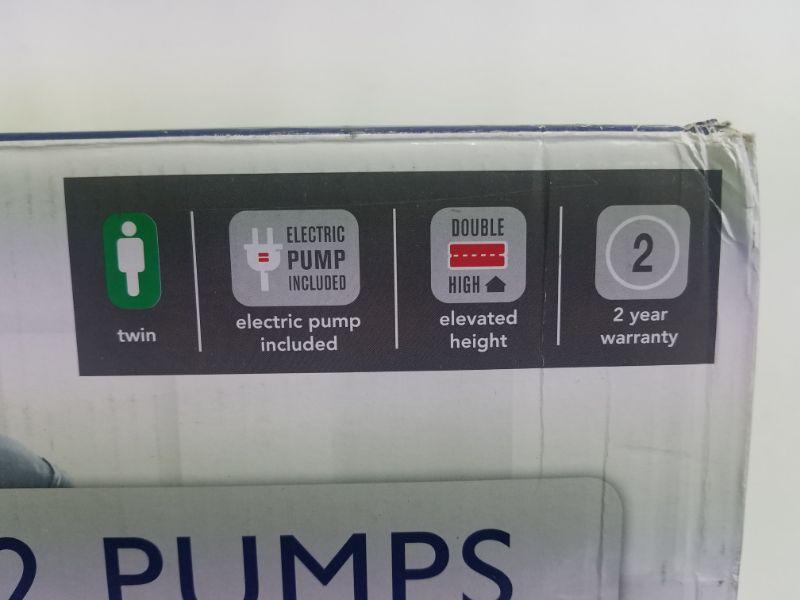 twin
ELECTRIC
PUMP
INCLUDED
electric pump
included
DOUBLE
HIGH
elevated
height
2
2 year
warranty
2 PUMPS